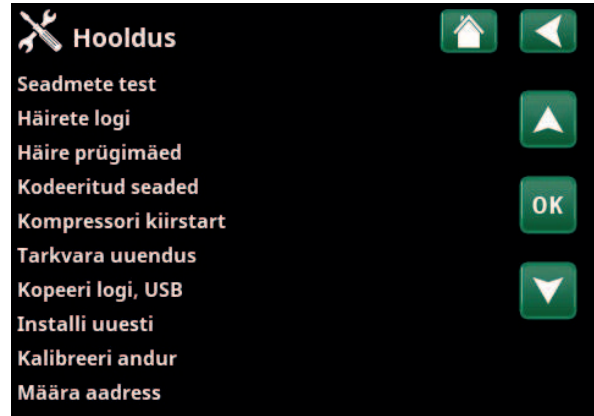 Hooldus
Seadmete test
Häirete logi
Häire prügimäed
Kodeeritud seaded
OK
Kompressori kiirstart
Tarkvara uuendus
Kopeeri logi, USB
Installi uuesti
Kalibreeri andur
Määra aadress